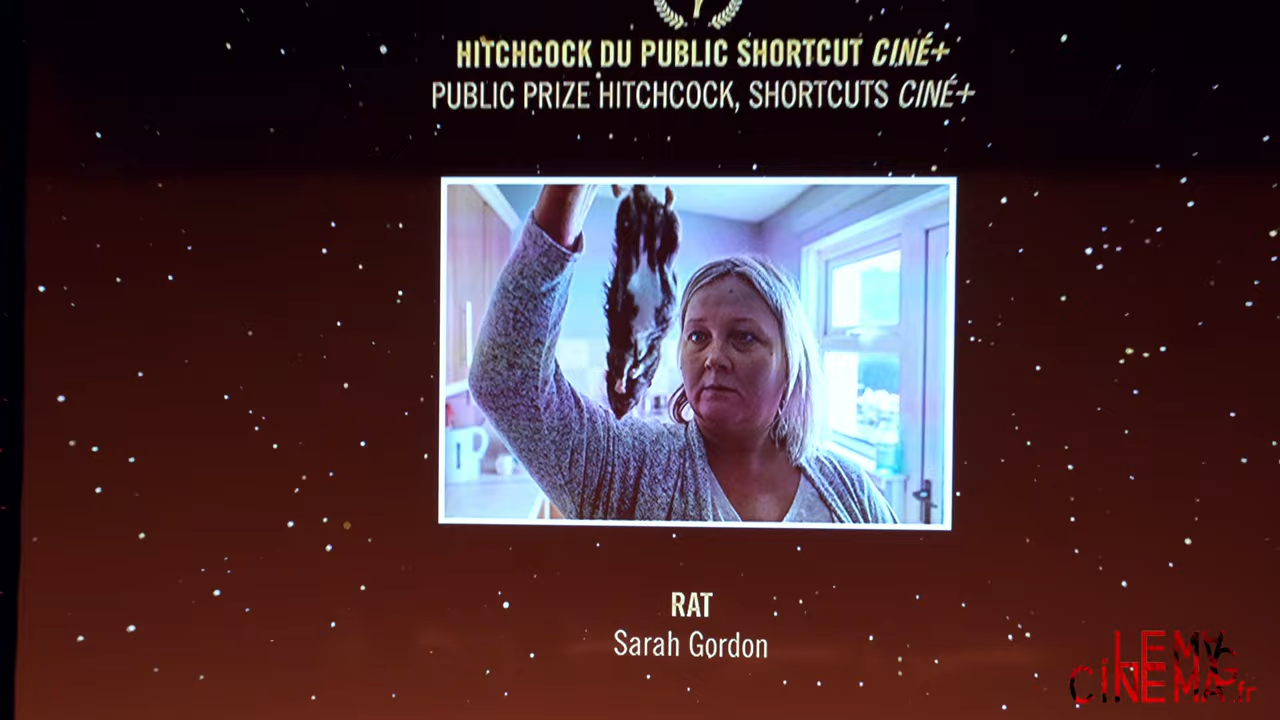 HITCHCOCK DU PUBLIC SHORTCUT CINÉ+
PUBLIC PRIZE HITCHCOCK, SHORTCUTS CINÉ+
RAT
Sarah Gordon